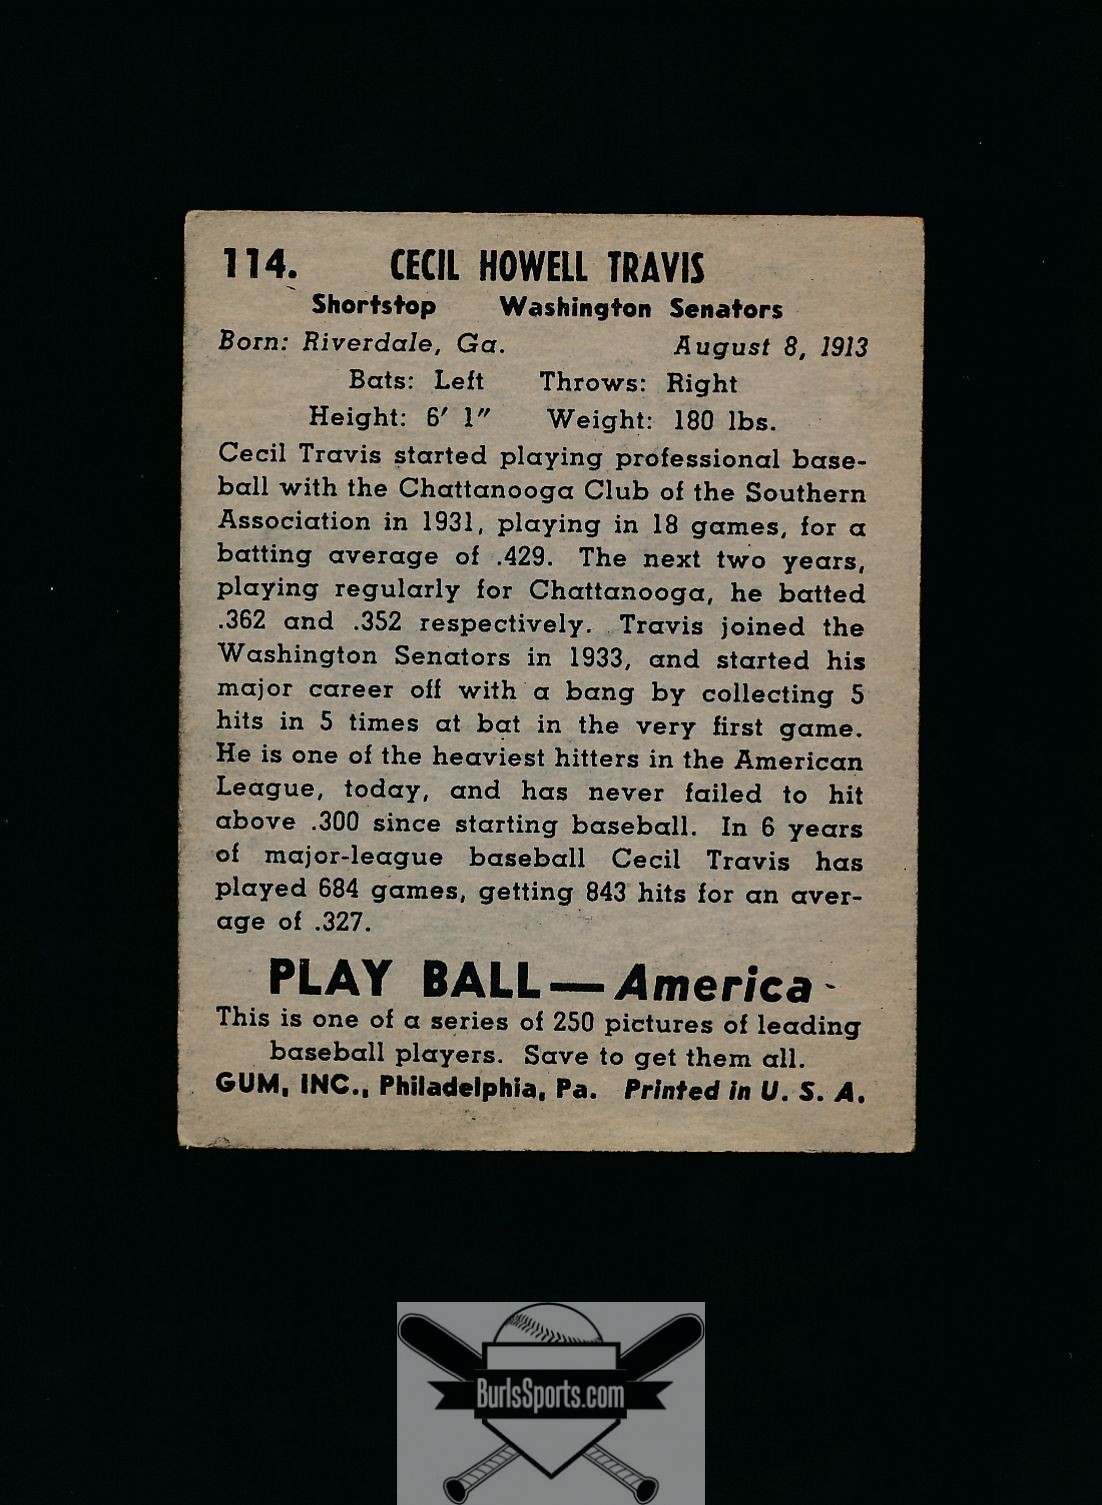 114. CECIL HOWELL TRAVIS
Shortstop Washington Senators
Born: Riverdale, Ga. August 8, 1913
Bats: Left Throws: Right
Height: 6' 1" Weight: 180 lbs.
Cecil Travis started playing professional base-
ball with the Chattanooga Club of the Southern
Association in 1931, playing in 18 games, for a
batting average of .429. The next two years,
playing regularly for Chattanooga, he batted
.362 and .352 respectively. Travis joined the
Washington Senators in 1933, and started his
major career off with a bang by collecting 5
hits in 5 times at bat in the very first game.
He is one of the heaviest hitters in the American
League, today, and has never failed to hit
above .300 since starting baseball. In 6 years
of major-league baseball Cecil Travis has
played 684 games, getting 843 hits for an aver-
age of .327.
PLAY BALL—America
This is one of a series of 250 pictures of leading
baseball players. Save to get them all.
GUM, INC., Philadelphia, Pa. Printed in U. S. A.
BurlsSports.com